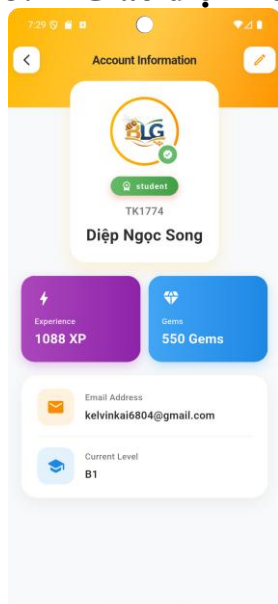 7:29
Account Information
BLG
student
TK1774
Diệp Ngọc Song
Experience
1088 XP
Gems
550 Gems
Email Address
kelvinkai6804@gmail.com
Current Level
B1